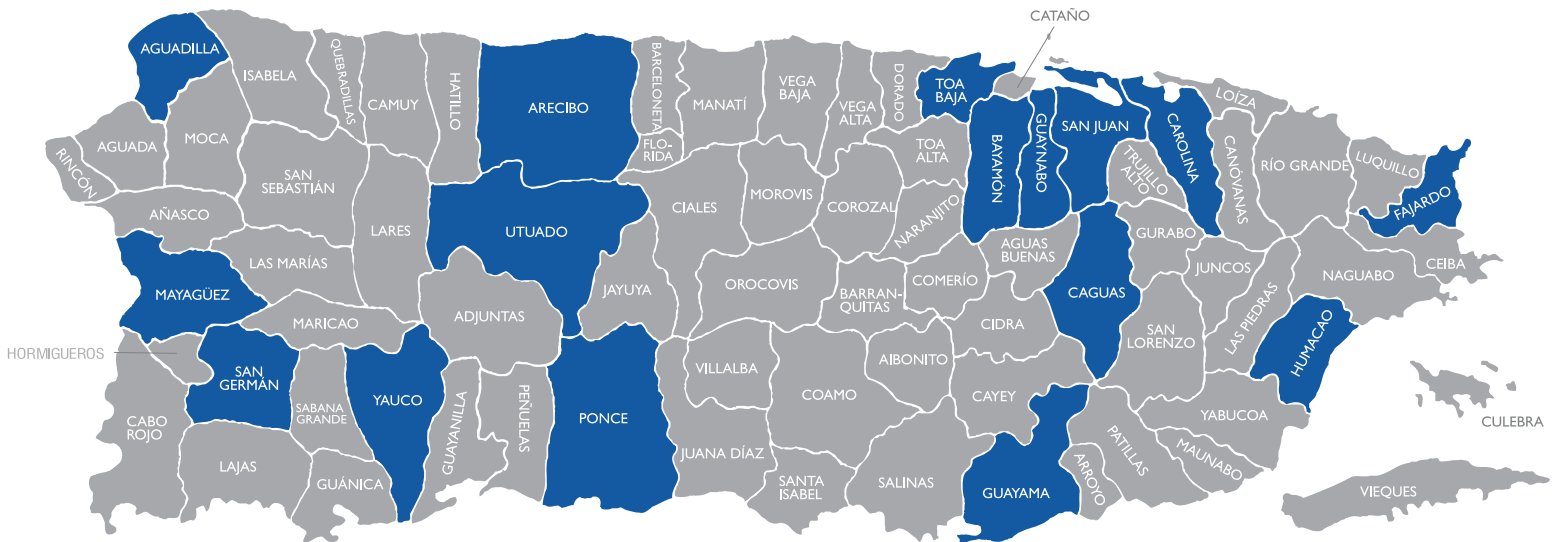 CATAÑO
AGUADILLA
ISABELA
QUEBRADILLAS
CAMUY
HATILLO
ARECIBO
BARCELONETA
MANATÍ
VEGA
BAJA
VEGA
ALTA
DORADO
TOA
BAJA
LOÍZA
RINCÓN
AGUADA
MOCA
SAN
SEBASTIÁN
FLO-
RIDA
TOA
ALTA
BAYAMÓN
GUAYNABO
SAN JUAN
TRUJILLO
ALTO
CAROLINA
CANÓVANAS
RÍO GRANDE
LUQUILLO
FAJARDO
AÑASCO
LARES
UTUADO
CIALES
MOROVIS
COROZAL
NARANJITO
AGUAS
BUENAS
GURABO
CEIBA
LAS MARÍAS
MAYAGÜEZ
JAYUYA
OROCOVIS
BARRAN-
QUITAS
COMERÍO
CAGUAS
JUNCOS
LAS PIEDRAS
NAGUABO
MARICAO
ADJUNTAS
CIDRA
SAN
LORENZO
HUMACAO
HORMIGUEROS
SAN
GERMÁN
SABANA
GRANDE
YAUCO
GUAYANILLA
PEÑUELAS
PONCE
VILLALBA
COAMO
AIBONITO
CAYEY
YABUCOA
CULEBRA
CABO
ROJO
LAJAS
GUÁNICA
JUANA DÍAZ
SANTA
ISABEL
SALINAS
GUAYAMA
ARROYO
PATILLAS
MAUNABO
VIEQUES